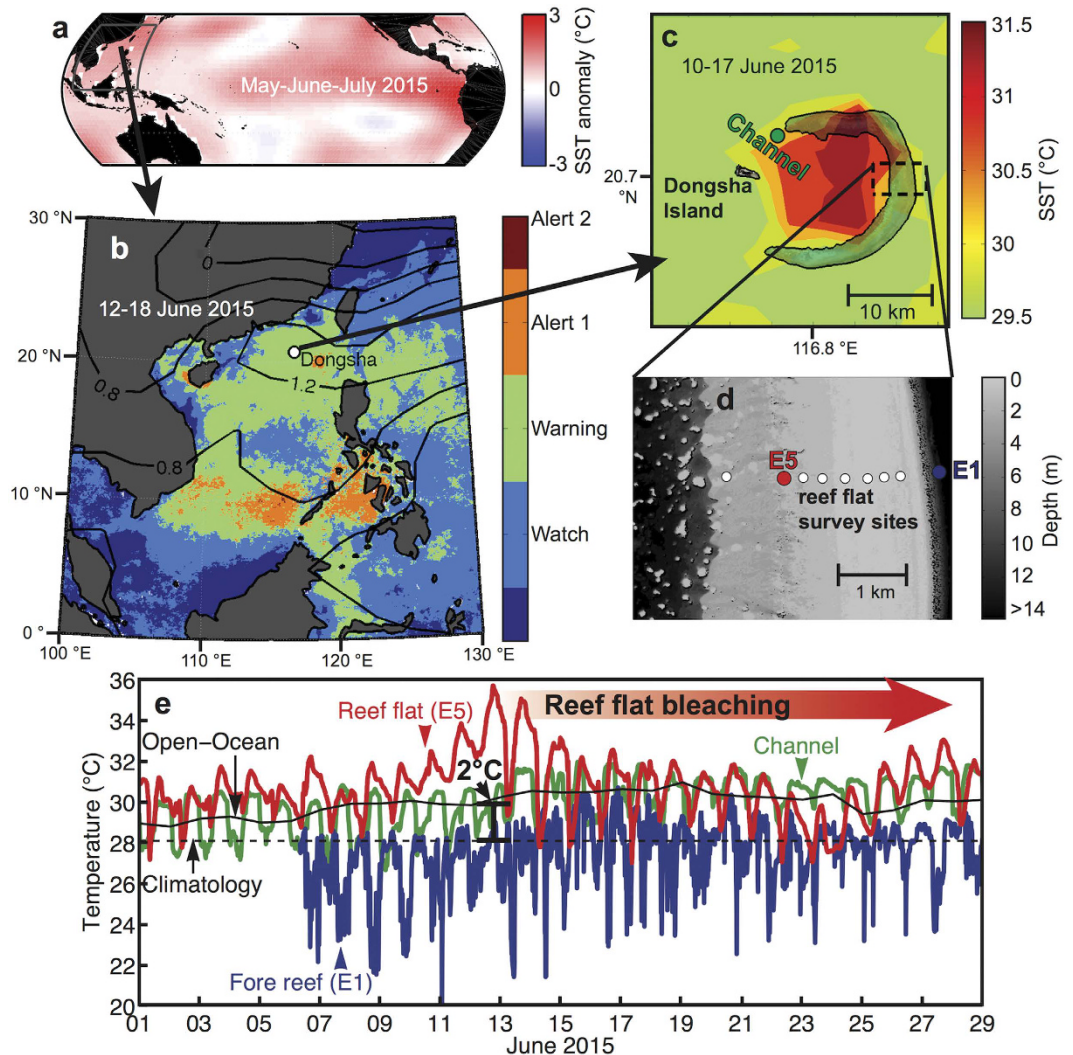 a
May-June-July 2015
3
0
-3
SST anomaly (°C)
c
10-17 June 2015
Channel
Dongsha
Island
20.7
°N
116.8 °E
10 km
31.5
31
30.5
30
29.5
SST (°C)
b
12-18 June 2015
30 °N
20 °N
10 °N
0 °
100 °E
110 °E
120 °E
130 °E
0
0.8
1.2
0.8
Dongsha
Alert 2
Alert 1
Warning
Watch
d
E5
E1
reef flat
survey sites
1 km
0
2
4
6
8
10
12
>14
Depth (m)
e
Reef flat (E5)
Reef flat bleaching
Open-Ocean
Channel
2°C
Climatology
Fore reef (E1)
Temperature (°C)
36
34
32
30
28
26
24
22
20
01
03
05
07
09
11
13
15
17
19
21
23
25
27
29
June 2015